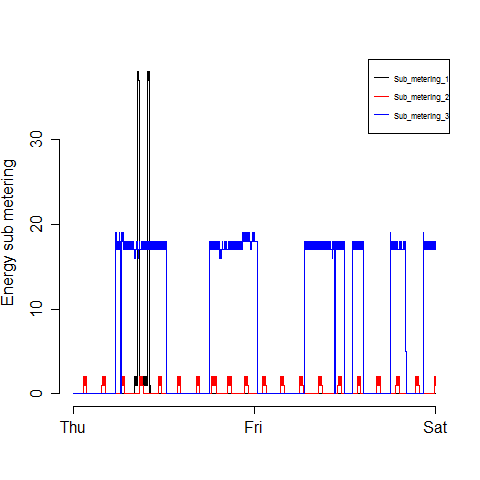 Sub_metering_1
Sub_metering_2
Sub_metering_3
Energy sub metering
30
20
10
0
Thu Fri Sat